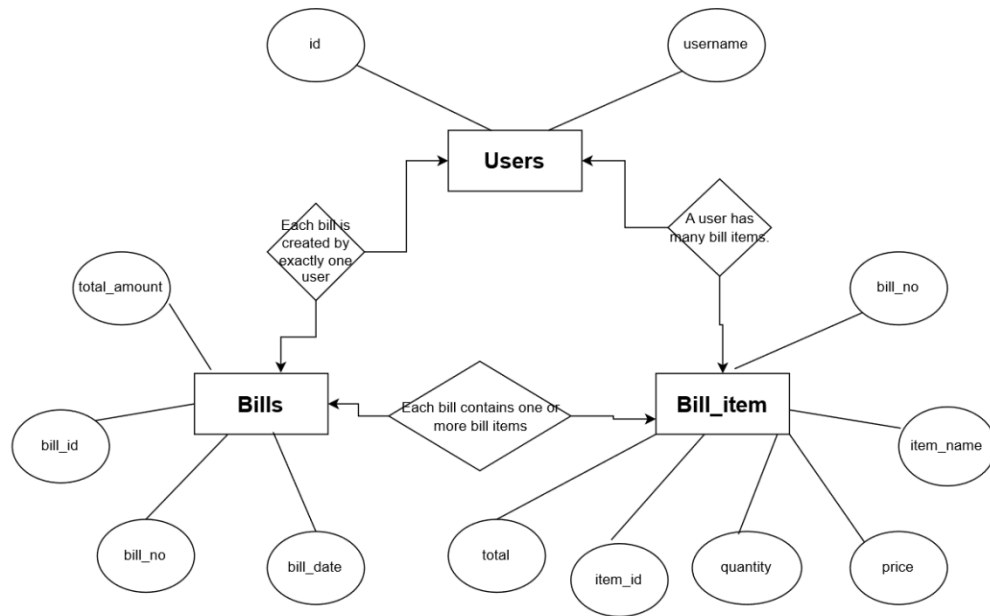 id
username
Users
Each bill is
created by
exactly one
user
A user has
many bill items.
total_amount
bill_no
Bills
Each bill contains one or
more bill items
Bill_item
bill_id
item_name
bill_no
bill_date
total
item_id
quantity
price